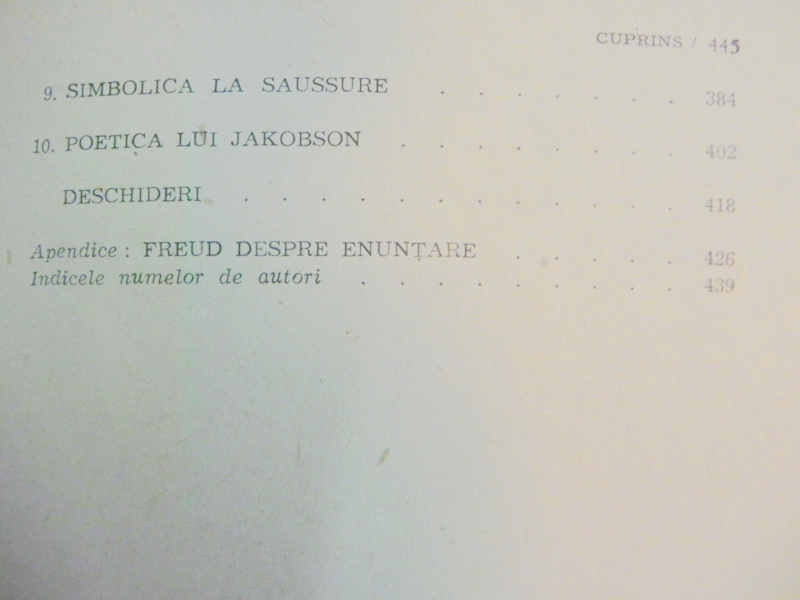 CUPRINS / 445
9. SIMBOLICA LA SAUSSURE . . . . . . . 384
10. POETICA LUI JAKOBSON . . . . . . . . 402
DESCHIDERI . . . . . . . . . . . 418
Apendice : FREUD DESPRE ENUNȚARE . . . . . 426
Indicele numelor de autori . . . . . . . . . 439